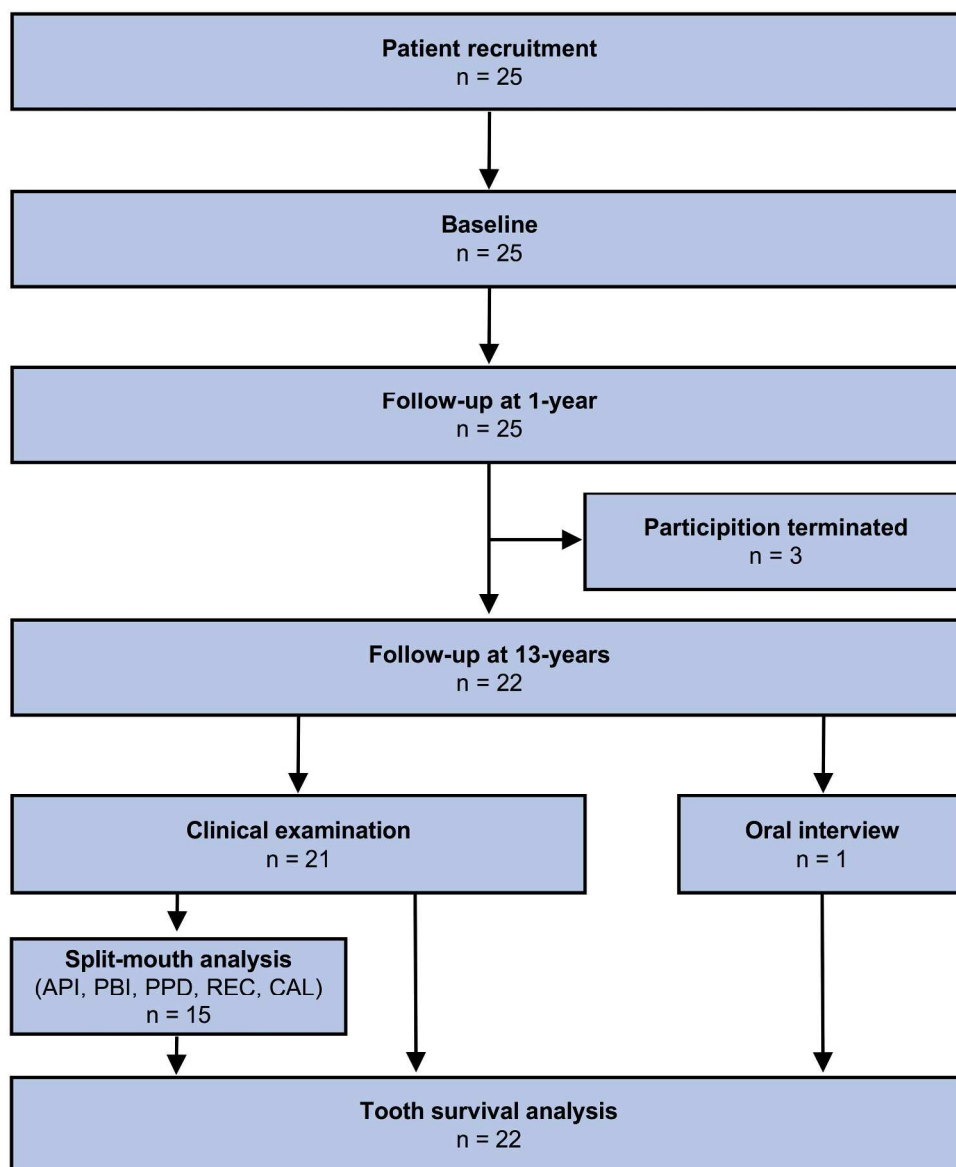 Patient recruitment
n = 25
Baseline
n = 25
Follow-up at 1-year
n = 25
Participition terminated
n = 3
Follow-up at 13-years
n = 22
Clinical examination
n = 21
Oral interview
n = 1
Split-mouth analysis
(API, PBI, PPD, REC, CAL)
n = 15
Tooth survival analysis
n = 22